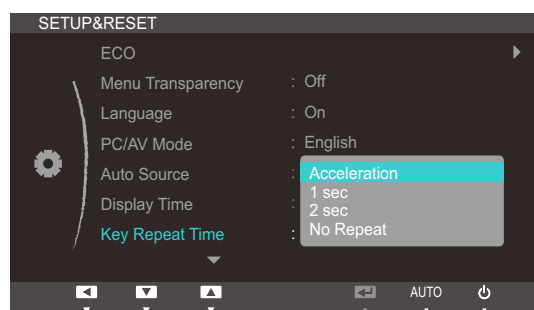 SETUP&RESET
ECO
Menu Transparency : Off
Language : On
PC/AV Mode : English
Auto Source : Acceleration
1 sec
Display Time : 2 sec
Key Repeat Time : No Repeat
AUTO